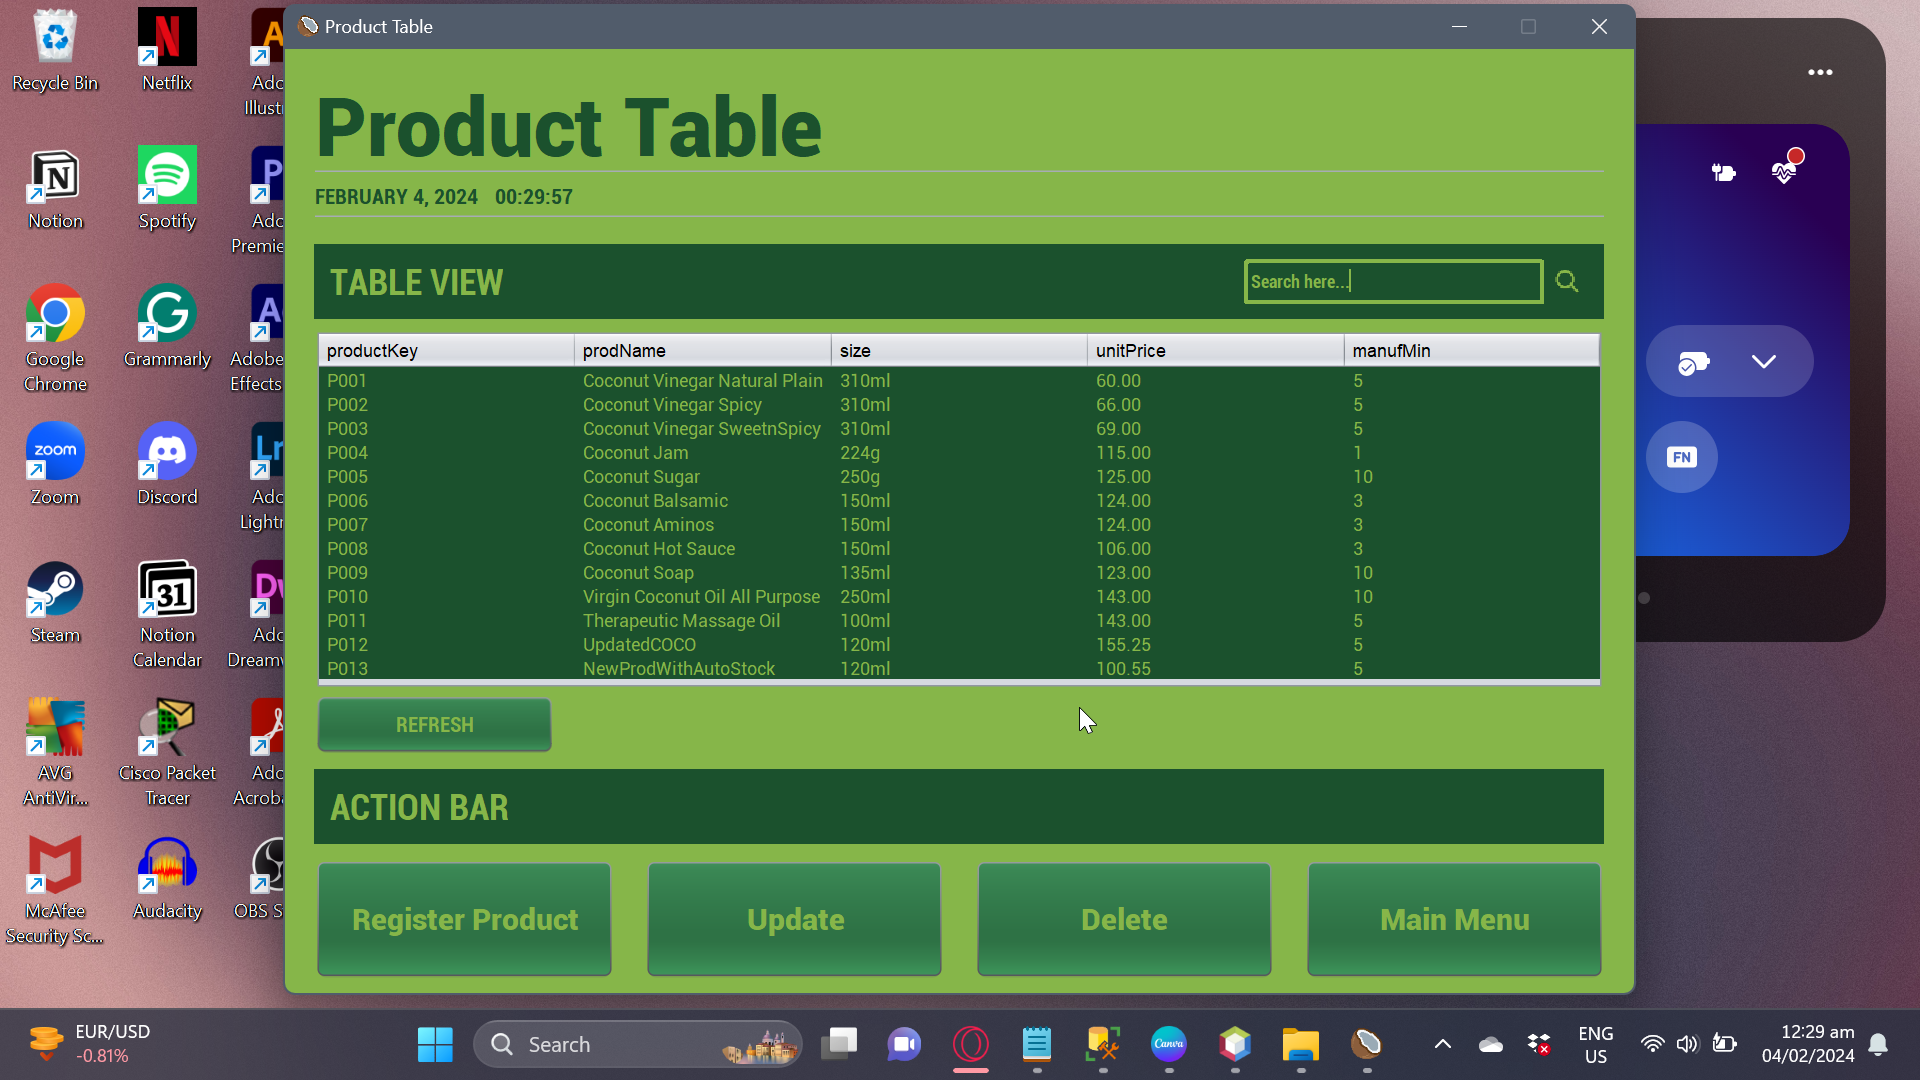 Product Table
Product Table
FEBRUARY 4, 2024 00:29:57
TABLE VIEW
Search here...
productKey prodName size unitPrice manufMin
P001 Coconut Vinegar Natural Plain 310ml 60.00 5
P002 Coconut Vinegar Spicy 310ml 66.00 5
P003 Coconut Vinegar SweetnSpicy 310ml 69.00 5
P004 Coconut Jam 224g 115.00 1
P005 Coconut Sugar 250g 125.00 10
P006 Coconut Balsamic 150ml 124.00 3
P007 Coconut Aminos 150ml 124.00 3
P008 Coconut Hot Sauce 150ml 106.00 3
P009 Coconut Soap 135ml 123.00 10
P010 Virgin Coconut Oil All Purpose 250ml 143.00 10
P011 Therapeutic Massage Oil 100ml 143.00 5
P012 UpdatedCOCO 120ml 155.25 5
P013 NewProdWithAutoStock 120ml 100.55 5
REFRESH
ACTION BAR
Register Product Update Delete Main Menu
Recycle Bin
Netflix
Illust
Notion
Spotify
Premie
Google
Chrome
Grammarly
Adobe
Effects
zoom
Zoom
Discord
Lr
Lightr
Steam
31
Notion
Calendar
Dreamw
AVG
AntiVir...
Cisco Packet
Tracer
Acroba
McAfee
Security Sc...
Audacity
OBS S
FN
EUR/USD
-0.81%
Search
Canva
ENG
US
12:29 am
04/02/2024